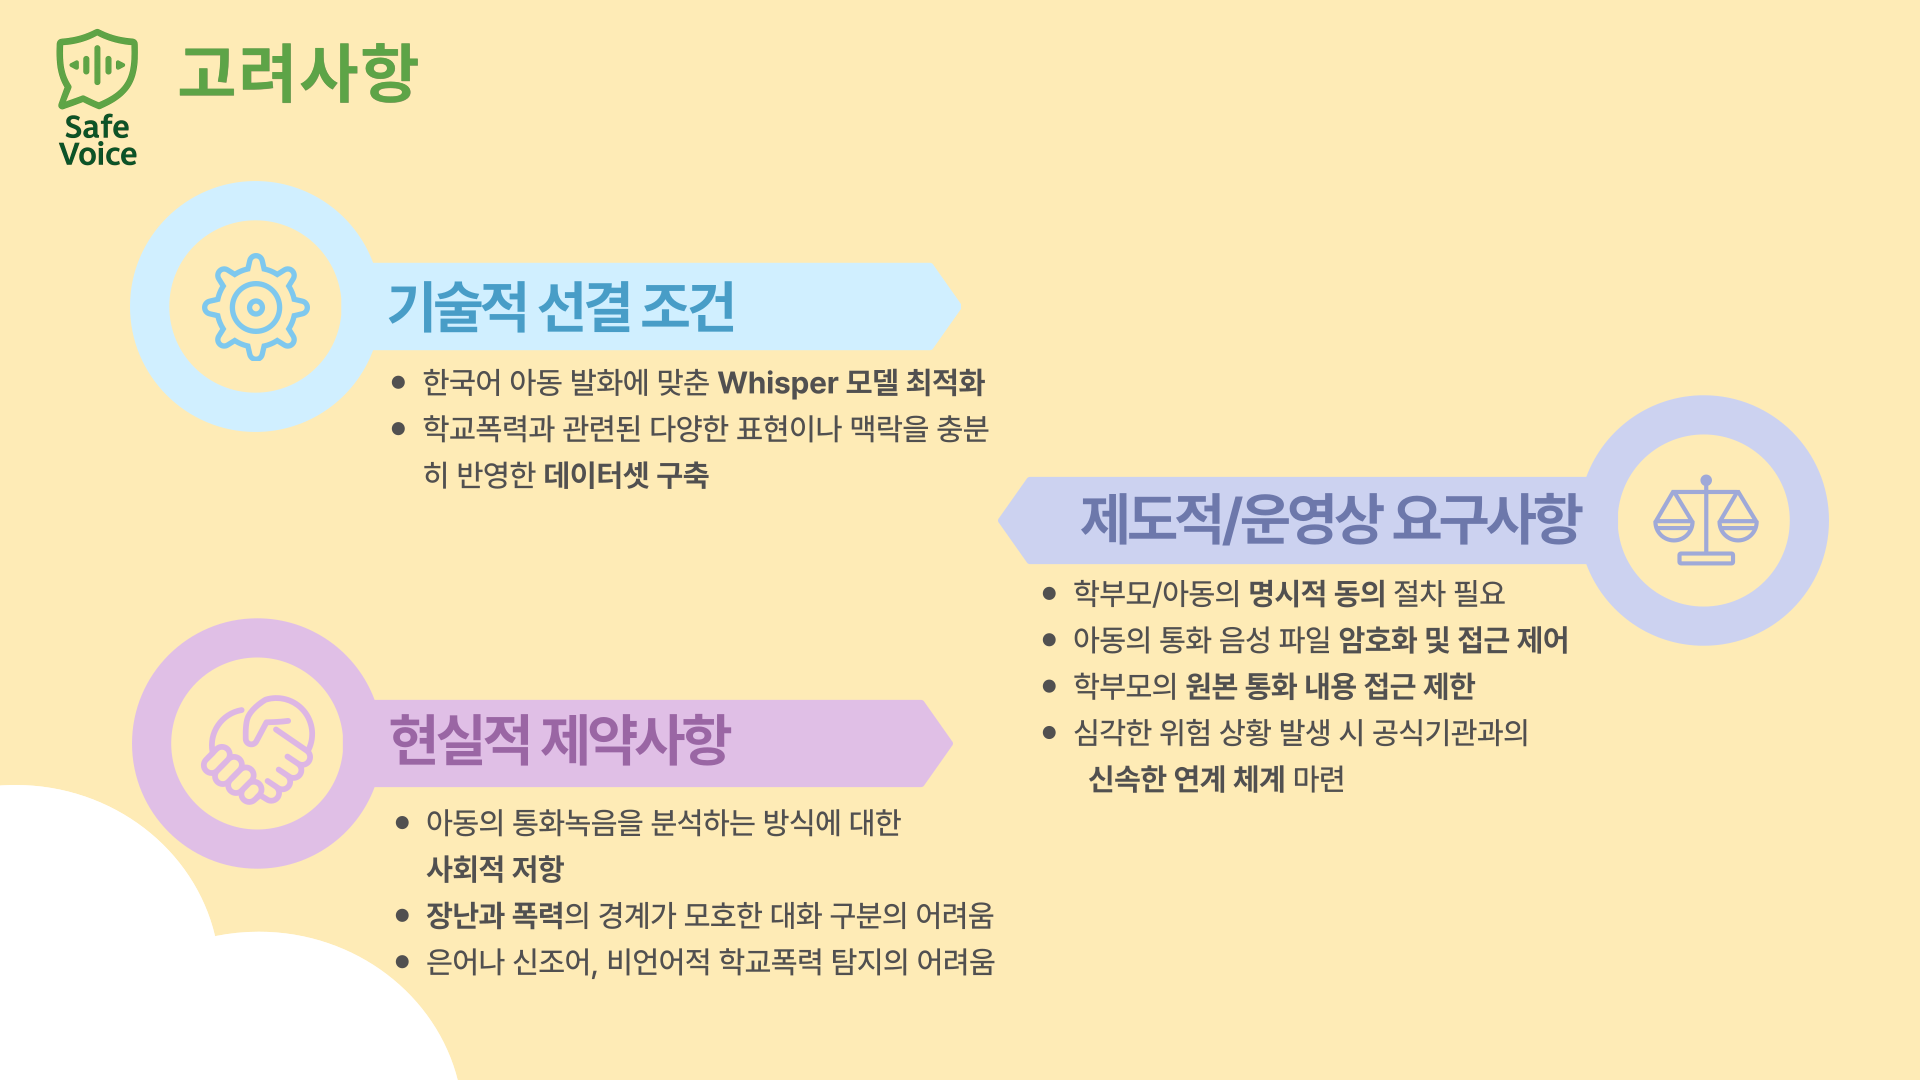 Safe
Voice
고려사항
기술적 선결 조건
● 한국어 아동 발화에 맞춘 Whisper 모델 최적화
● 학교폭력과 관련된 다양한 표현이나 맥락을 충분
히 반영한 데이터셋 구축
제도적/운영상 요구사항
● 학부모/아동의 명시적 동의 절차 필요
● 아동의 통화 음성 파일 암호화 및 접근 제어
● 학부모의 원본 통화 내용 접근 제한
● 심각한 위험 상황 발생 시 공식기관과의
신속한 연계 체계 마련
현실적 제약사항
● 아동의 통화녹음을 분석하는 방식에 대한
사회적 저항
● 장난과 폭력의 경계가 모호한 대화 구분의 어려움
● 은어나 신조어, 비언어적 학교폭력 탐지의 어려움